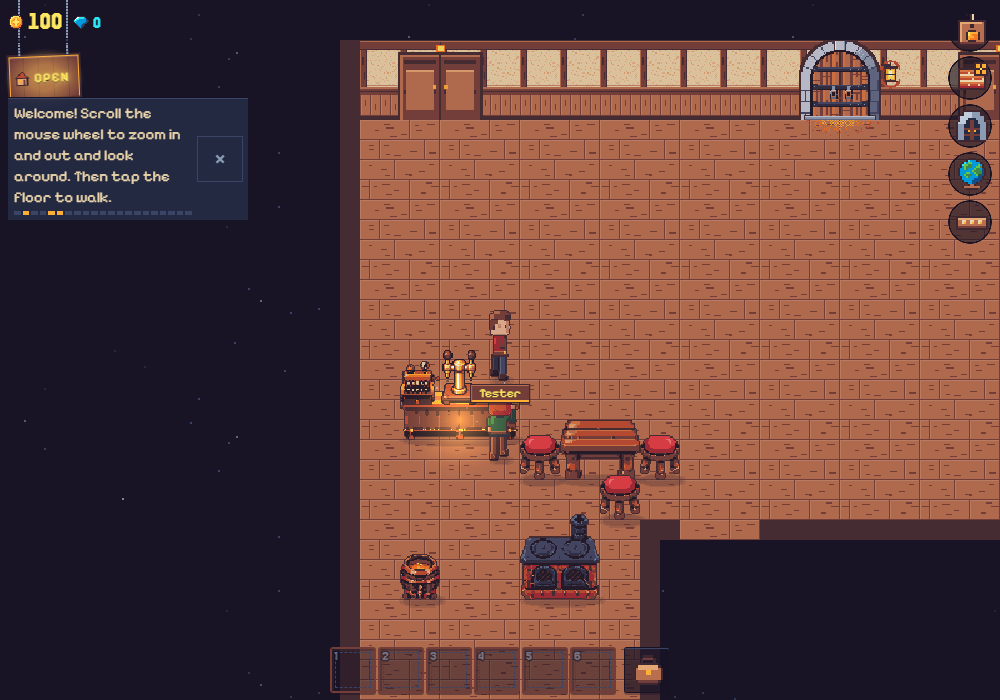 100 0
OPEN
Welcome! Scroll the
mouse wheel to zoom in
and out and look
around. Then tap the
floor to walk.
Tester
1 2 3 4 5 6